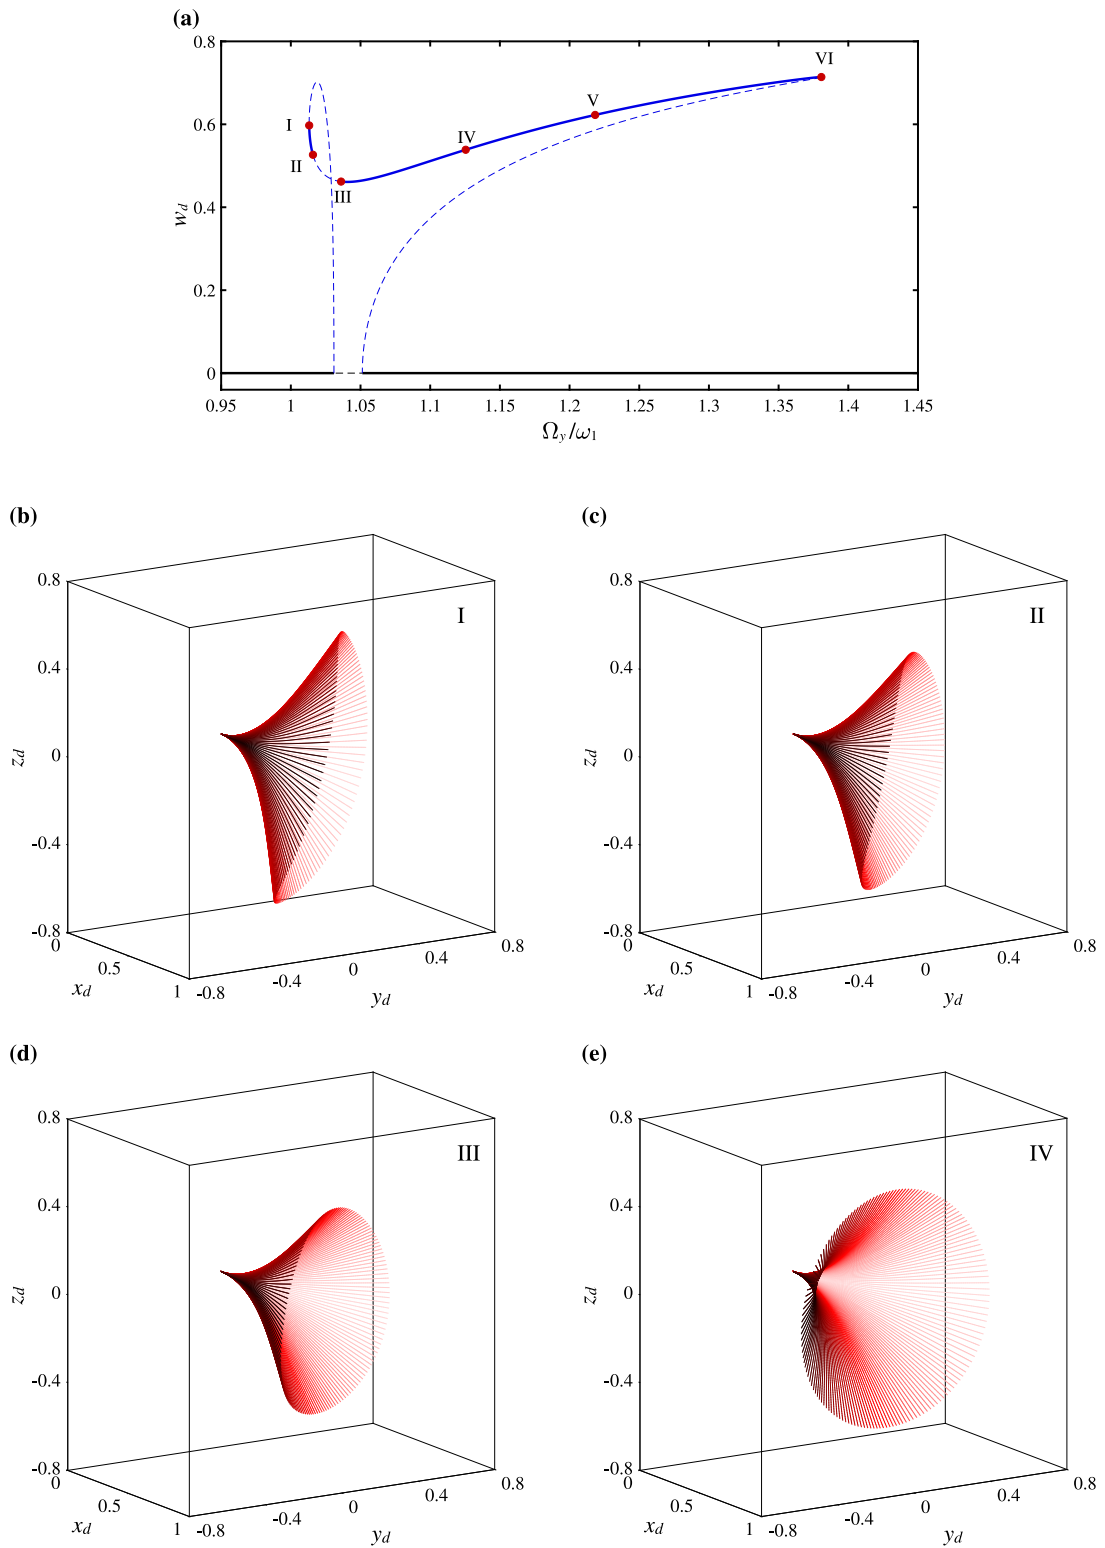 (a)
0.8
0.6
0.4
0.2
0
w_d
I
II
III
IV
V
VI
0.95 1 1.05 1.1 1.15 1.2 1.25 1.3 1.35 1.4 1.45
Ω_y/ω_1
(b)
I
0.8
0.4
0
-0.4
-0.8
z_d
0 0.5 1
x_d
-0.8 -0.4 0 0.4 0.8
y_d
(c)
II
0.8
0.4
0
-0.4
-0.8
z_d
0 0.5 1
x_d
-0.8 -0.4 0 0.4 0.8
y_d
(d)
III
0.8
0.4
0
-0.4
-0.8
z_d
0 0.5 1
x_d
-0.8 -0.4 0 0.4 0.8
y_d
(e)
IV
0.8
0.4
0
-0.4
-0.8
z_d
0 0.5 1
x_d
-0.8 -0.4 0 0.4 0.8
y_d